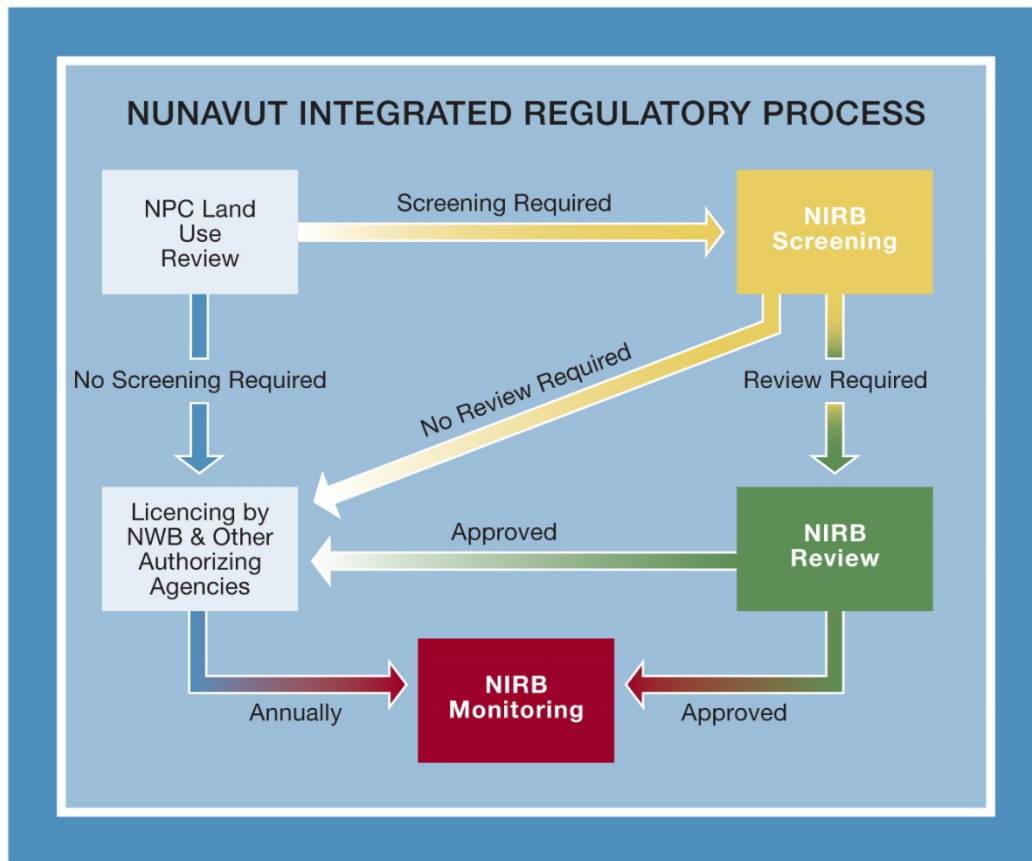 NUNAVUT INTEGRATED REGULATORY PROCESS
NPC Land
Use
Review
Screening Required
NIRB
Screening
No Screening Required
No Review Required
Review Required
Licencing by
NWB & Other
Authorizing
Agencies
Approved
NIRB
Review
Annually
NIRB
Monitoring
Approved